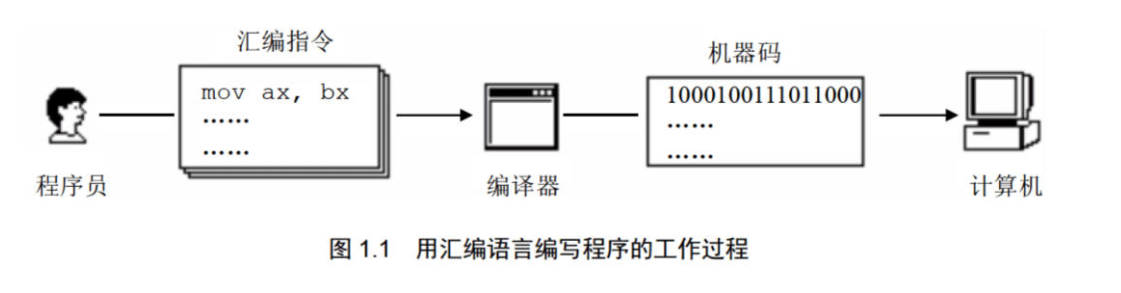 汇编指令
机器码
mov ax, bx
……
……
1000100111011000
……
……
程序员
编译器
计算机
图 1.1 用汇编语言编写程序的工作过程